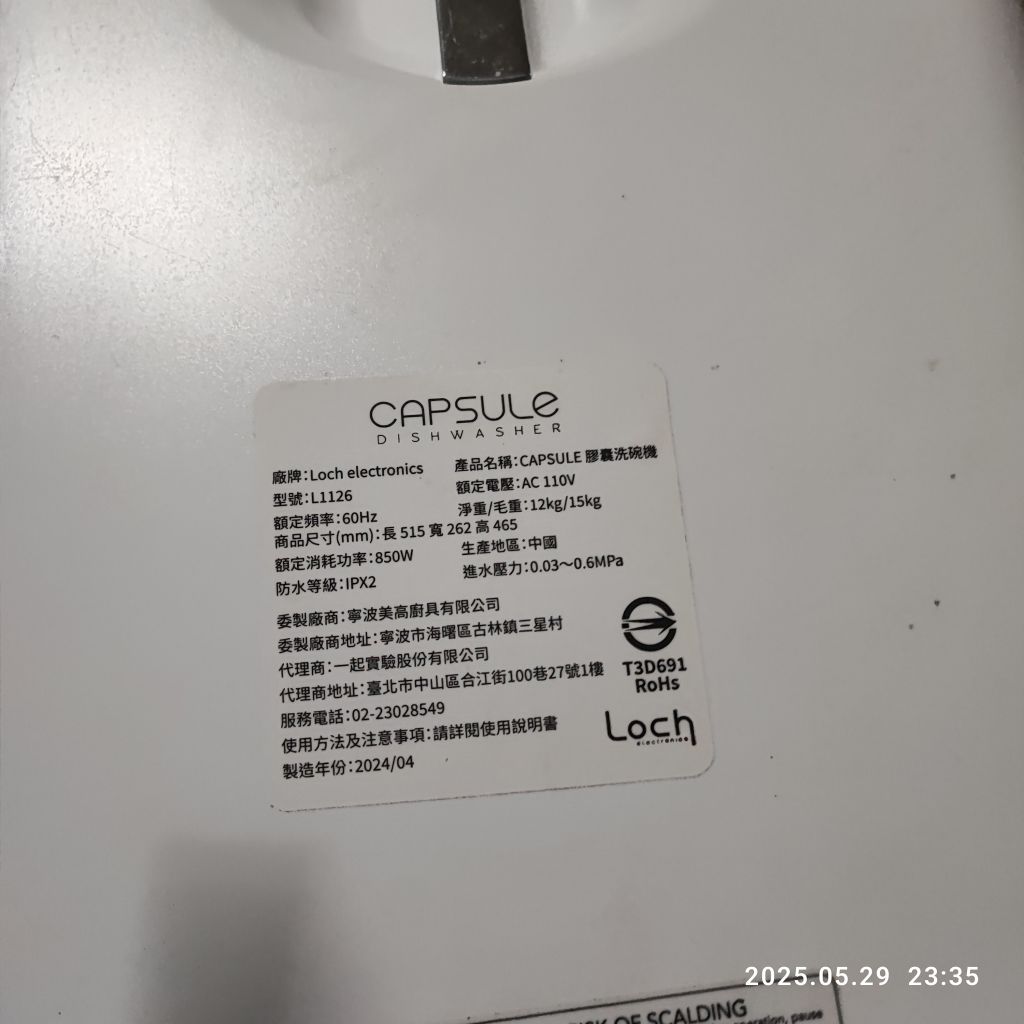 CAPSULE
DISHWASHER
廠牌:Loch electronics 產品名稱:CAPSULE 膠囊洗碗機
型號:L1126 額定電壓:AC 110V
額定頻率:60Hz 淨重/毛重:12kg/15kg
商品尺寸(mm):長 515 寬 262 高 465
額定消耗功率:850W 生產地區:中國
防水等級:IPX2 進水壓力:0.03~0.6MPa
委製廠商:寧波美高廚具有限公司
委製廠商地址:寧波市海曙區古林鎮三星村
代理商:一起實驗股份有限公司
代理商地址:臺北市中山區合江街100巷27號1樓
服務電話:02-23028549
使用方法及注意事項:請詳閱使用說明書
製造年份:2024/04
T3D691
RoHs
Loch
electronics
2025.05.29 23:35
OF SCALDING
pause